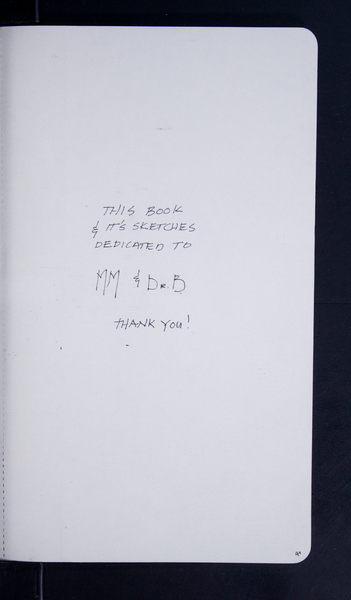 THIS BOOK
& IT'S SKETCHES
DEDICATED TO
MM & Dr. B
THANK YOU!